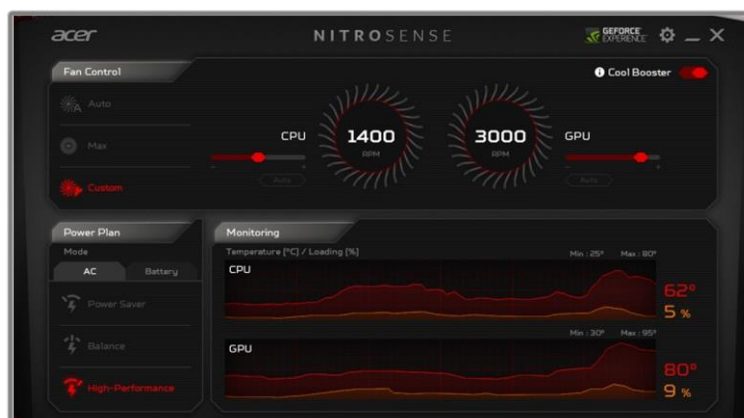 acer
NITROSENSE
GEFORCE EXPERIENCE
Fan Control
Cool Booster
Auto
Max
Custom
CPU
1400
RPM
3000
RPM
GPU
- +
- +
Auto
Auto
Power Plan
Mode
AC Battery
Power Saver
Balance
High-Performance
Monitoring
Temperature (°C) / Loading (%)
Min : 25° Max : 80°
CPU
62°
5 %
Min : 30° Max : 95°
GPU
80°
9 %